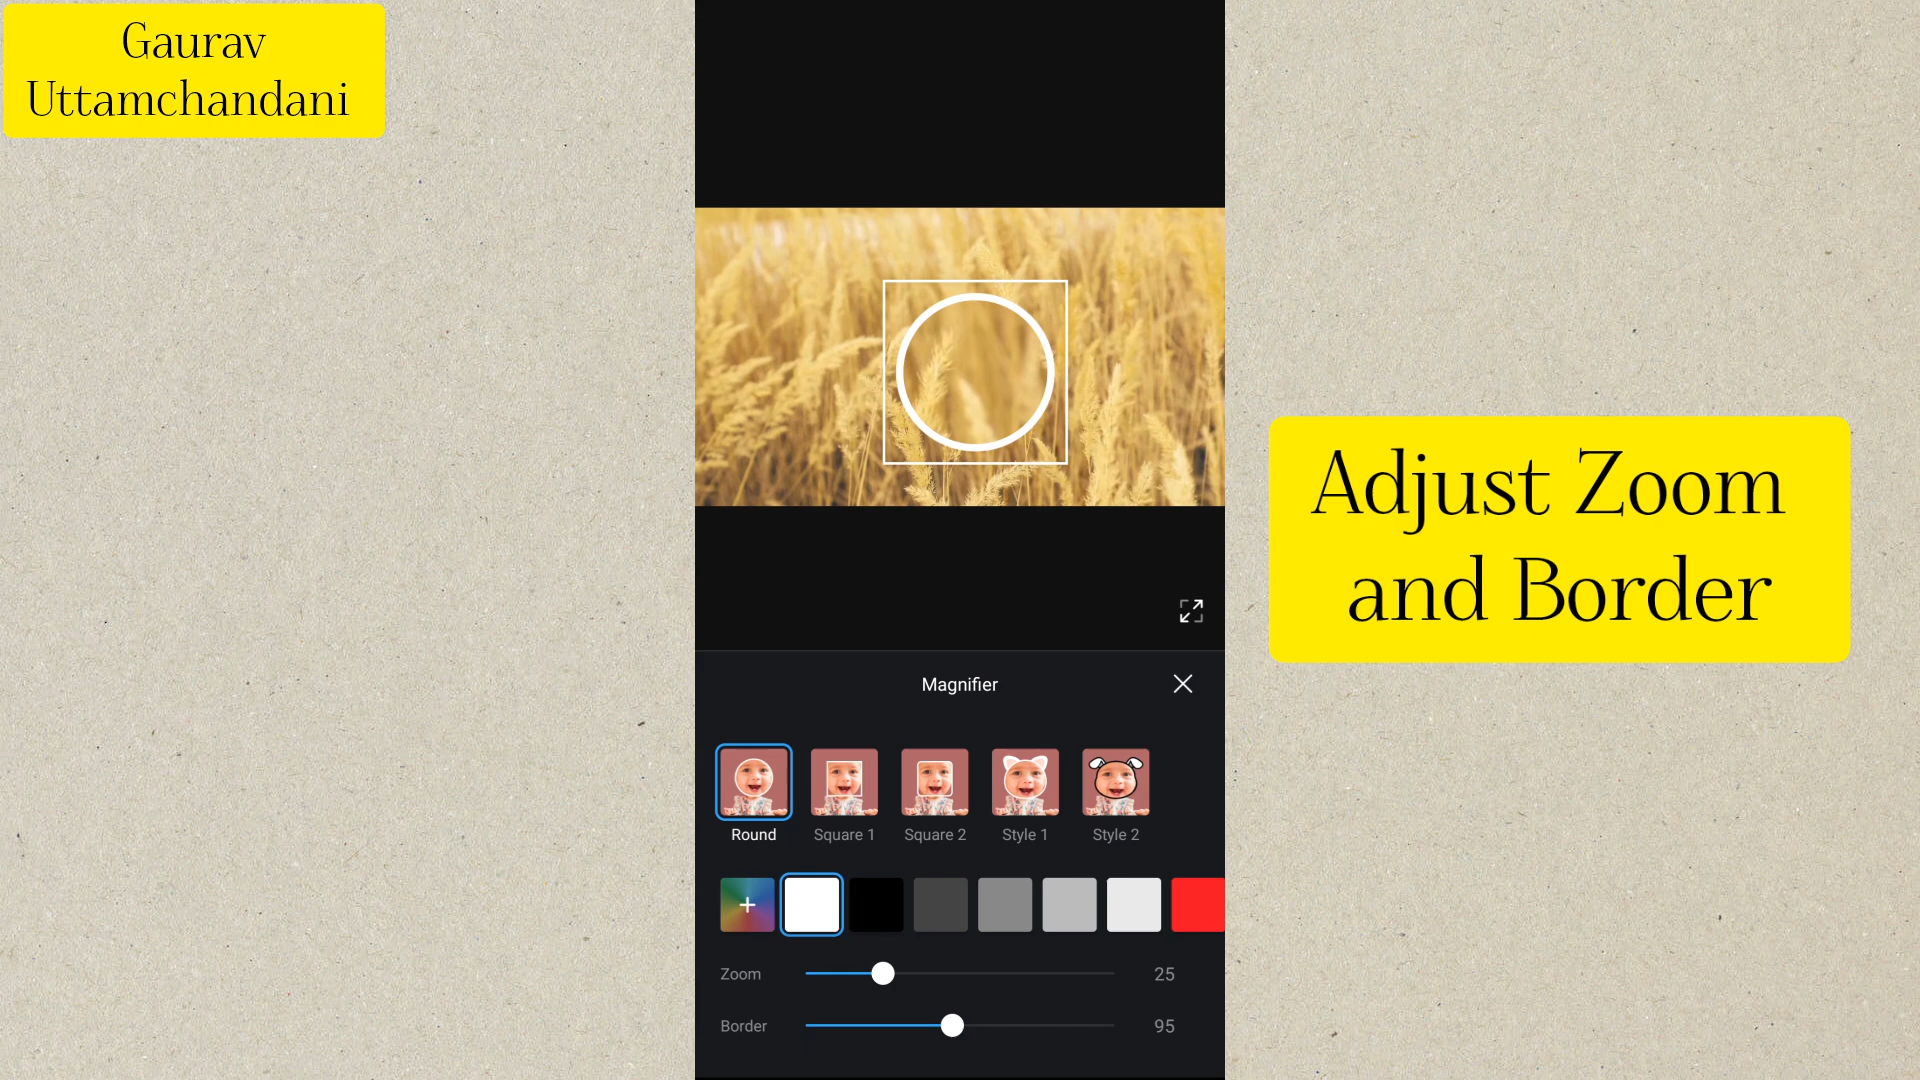 Gaurav
Uttamchandani
Adjust Zoom
and Border
Magnifier
Round Square 1 Square 2 Style 1 Style 2
+
Zoom 25
Border 95